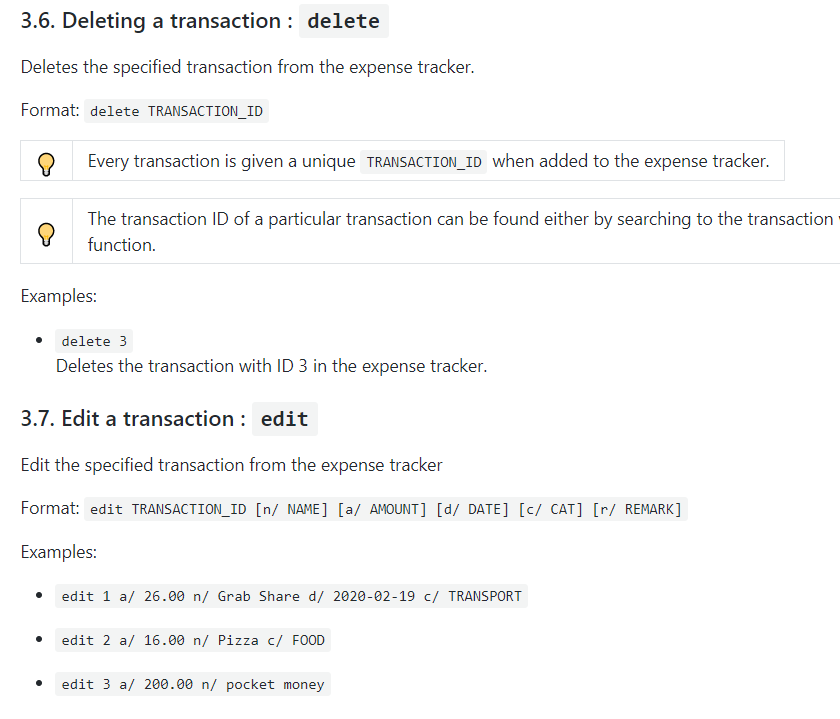 3.6. Deleting a transaction : delete
Deletes the specified transaction from the expense tracker.
Format: delete TRANSACTION_ID
Every transaction is given a unique TRANSACTION_ID when added to the expense tracker.
The transaction ID of a particular transaction can be found either by searching to the transaction
function.
Examples:
• delete 3
Deletes the transaction with ID 3 in the expense tracker.
3.7. Edit a transaction : edit
Edit the specified transaction from the expense tracker
Format: edit TRANSACTION_ID [n/ NAME] [a/ AMOUNT] [d/ DATE] [c/ CAT] [r/ REMARK]
Examples:
• edit 1 a/ 26.00 n/ Grab Share d/ 2020-02-19 c/ TRANSPORT
• edit 2 a/ 16.00 n/ Pizza c/ FOOD
• edit 3 a/ 200.00 n/ pocket money